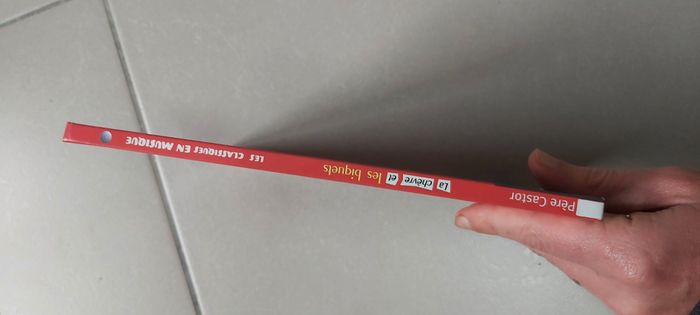 Père Castor La chèvre et les biquets LES CLASSIQUES EN MUSIQUE